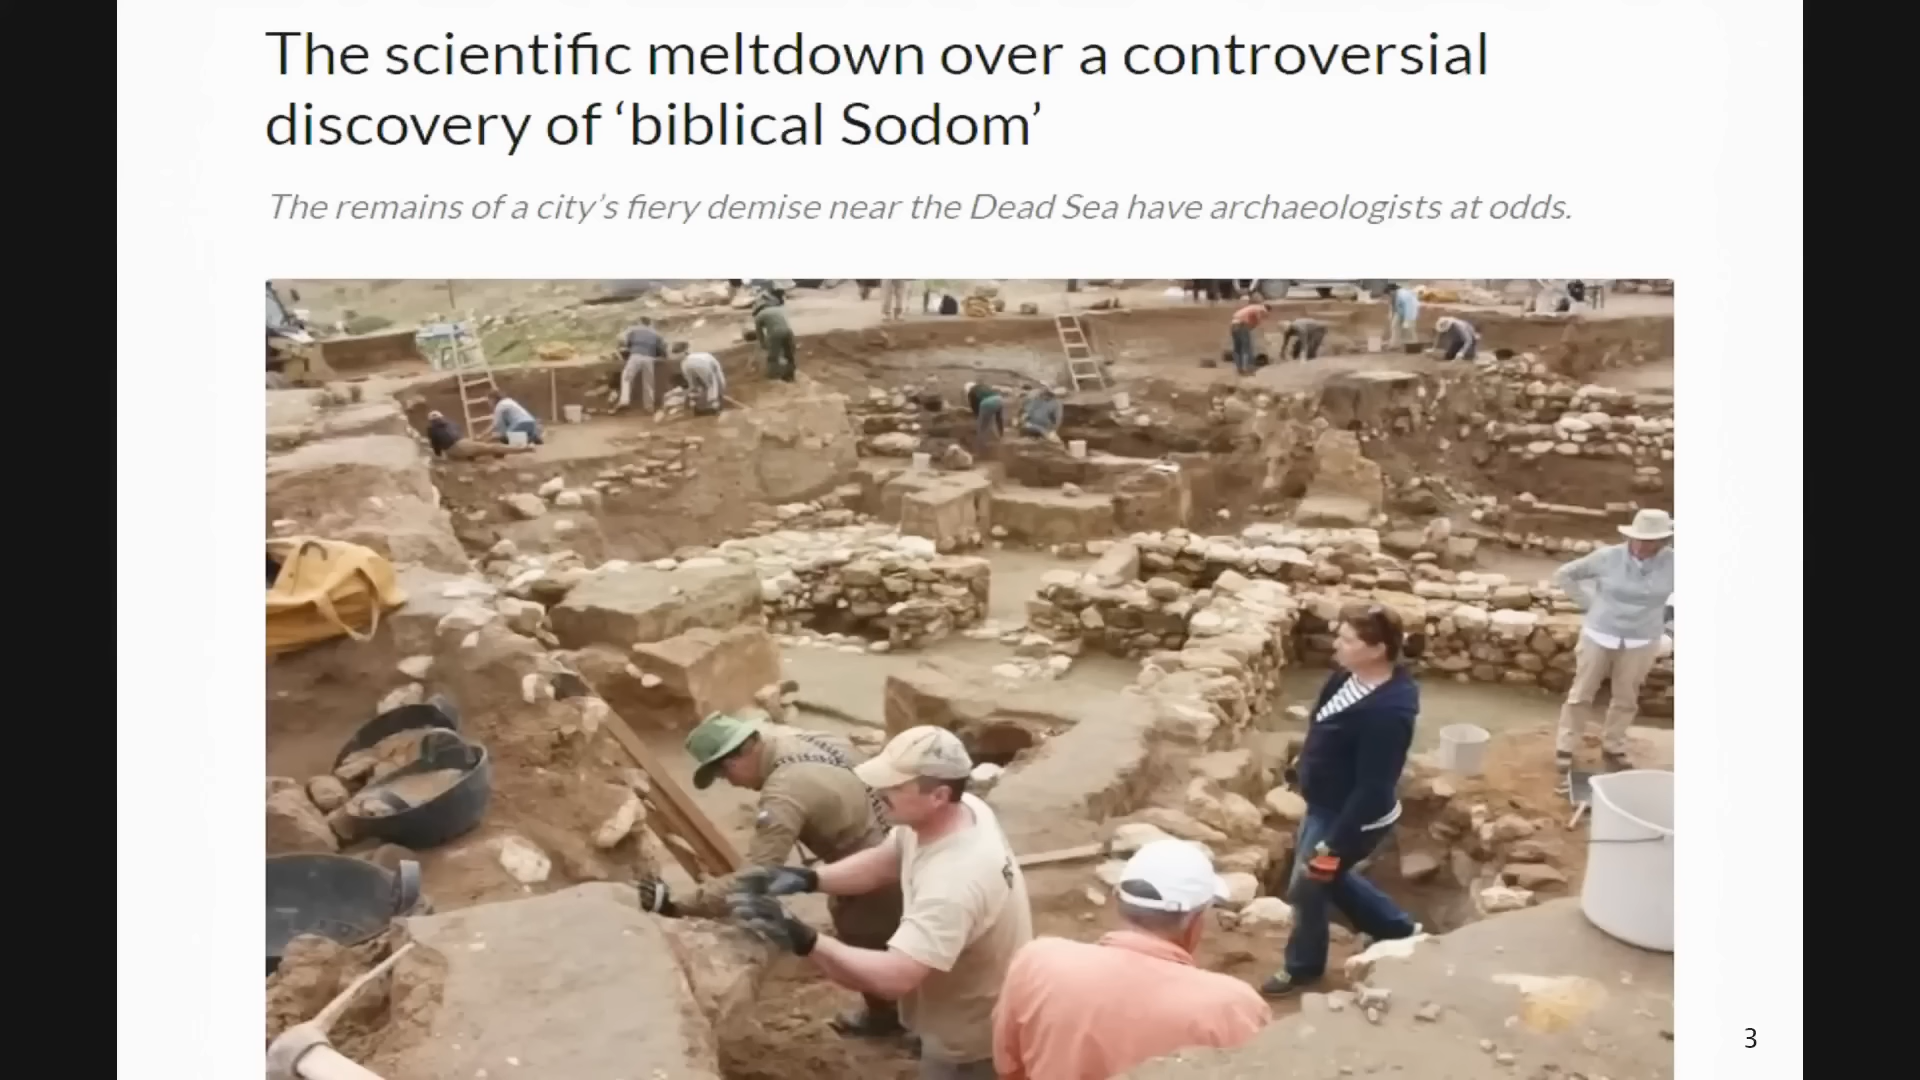 The scientific meltdown over a controversial
discovery of ‘biblical Sodom’
The remains of a city’s fiery demise near the Dead Sea have archaeologists at odds.
3